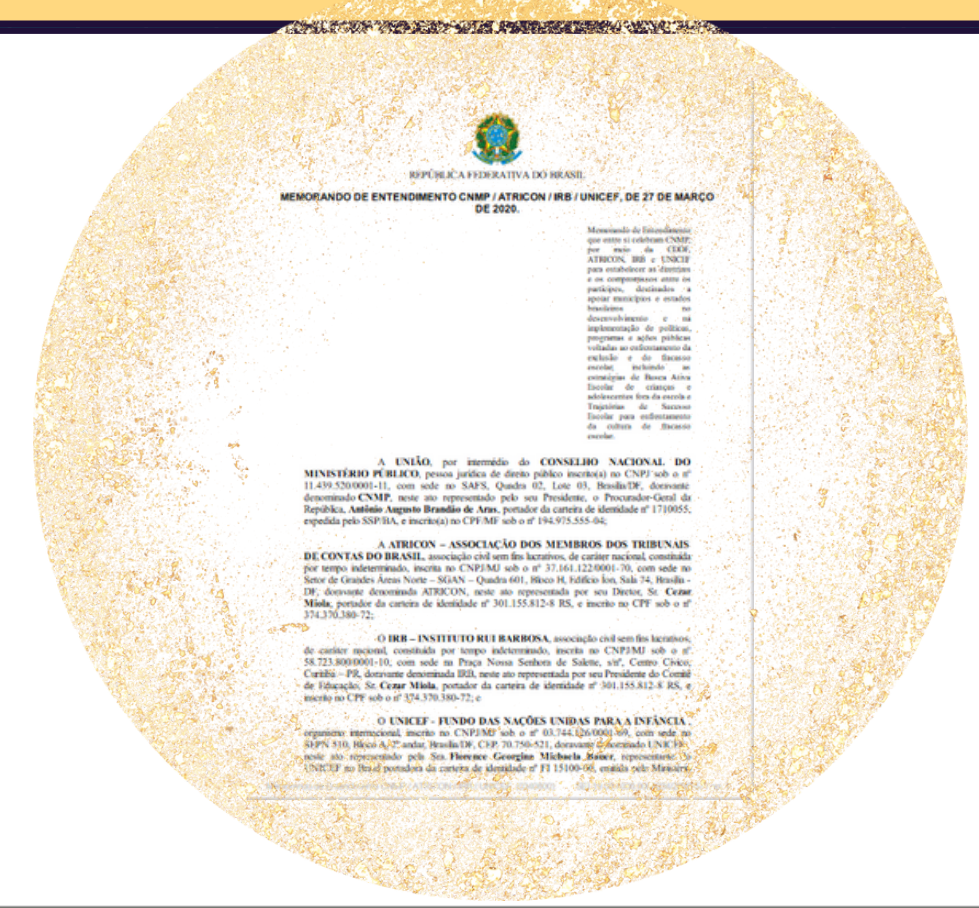 REPÚBLICA FEDERATIVA DO BRASIL
MEMORANDO DE ENTENDIMENTO CNMP / ATRICON / IRB / UNICEF, DE 27 DE MARÇO
DE 2020.
Memorando de Entendimento
que entre si celebram CNMP,
por meio da
ATRICON, IRB e UNICEF
para estabelecer as diretrizes
e os compromissos entre os
partícipes, destinados a
apoiar municípios e estados
brasileiros no
desenvolvimento e na
implementação de políticas,
programas e ações públicas
voltadas ao enfrentamento da
exclusão e do fracasso
escolar, incluindo as
estratégias de Busca Ativa
Escolar de crianças e
adolescentes fora da escola e
Trajetórias de Sucesso
Escolar para enfrentamento
da cultura de fracasso
escolar.
A UNIÃO, por intermédio do CONSELHO NACIONAL DO
MINISTÉRIO PÚBLICO, pessoa jurídica de direito público inscrito(a) no CNPJ sob o nº
11.439.520/0001-11, com sede no SAFS, Quadra 02, Lote 03, Brasília/DF, doravante
denominado CNMP, neste ato representado pelo seu Presidente, o Procurador-Geral da
República, Antônio Augusto Brandão de Aras, portador da carteira de identidade nº 1710055,
expedida pelo SSP/BA, e inscrito(a) no CPF/MF sob o nº 194.975.555-04;
A ATRICON – ASSOCIAÇÃO DOS MEMBROS DOS TRIBUNAIS
DE CONTAS DO BRASIL, associação civil sem fins lucrativos, de caráter nacional, constituída
por tempo indeterminado, inscrita no CNPJ/MJ sob o nº 37.161.122/0001-70, com sede no
Setor de Grandes Áreas Norte – SGAN – Quadra 601, Bloco H, Edifício Íon, Sala 74, Brasília -
DF, doravante denominada ATRICON, neste ato representada por seu Diretor, Sr. Cezar
Miola, portador da carteira de identidade nº 301.155.812-8 RS, e inscrito no CPF sob o nº
374.370.380-72;
O IRB – INSTITUTO RUI BARBOSA, associação civil sem fins lucrativos,
de caráter nacional, constituída por tempo indeterminado, inscrita no CNPJ/MJ sob o nº.
58.723.800/0001-10, com sede na Praça Nossa Senhora de Salette, s/nº, Centro Cívico,
Curitiba – PR, doravante denominada IRB, neste ato representada por seu Presidente do Comitê
de Educação, Sr. Cezar Miola, portador da carteira de identidade nº 301.155.812-8 RS, e
inscrito no CPF sob o nº 374.370.380-72; e
O UNICEF - FUNDO DAS NAÇÕES UNIDAS PARA A INFÂNCIA ,
organismo internacional, inscrito no CNPJ/MJ sob o nº 03.744.126/0001-69, com sede no
SEPN 510, Bloco A, 2º andar, Brasília/DF, CEP. 70.750-521, doravante denominado UNICEF,
neste ato representado pela Sra. Florence Georgine Michaela Bauer, representante do
UNICEF no Brasil portadora da carteira de identidade nº emitida pelo